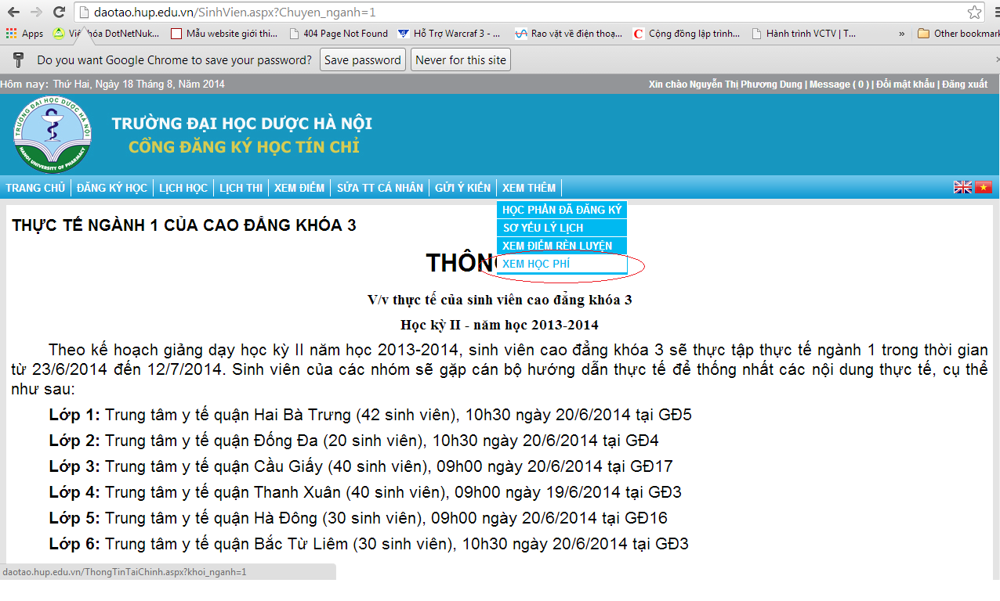 daotao.hup.edu.vn/SinhVien.aspx?Chuyen_nganh=1
Apps Việt hóa DotNetNuk... Mẫu website giới thi... 404 Page Not Found Hỗ Trợ Warcraf 3 - ... Rao vặt về điện thoạ... Cộng đồng lập trình... Hành trình VCTV | T... » Other bookmark
Do you want Google Chrome to save your password? Save password Never for this site
Hôm nay: Thứ Hai, Ngày 18 Tháng 8, Năm 2014 Xin chào Nguyễn Thị Phương Dung | Message ( 0 ) | Đổi mật khẩu | Đăng xuất
TRƯỜNG ĐẠI HỌC DƯỢC HÀ NỘI
HANOI UNIVERSITY OF PHARMACY
TRƯỜNG ĐẠI HỌC DƯỢC HÀ NỘI
CỔNG ĐĂNG KÝ HỌC TÍN CHỈ
TRANG CHỦ ĐĂNG KÝ HỌC LỊCH HỌC LỊCH THI XEM ĐIỂM SỬA TT CÁ NHÂN GỬI Ý KIẾN XEM THÊM
HỌC PHẦN ĐÃ ĐĂNG KÝ
SƠ YẾU LÝ LỊCH
XEM ĐIỂM RÈN LUYỆN
XEM HỌC PHÍ
THỰC TẾ NGÀNH 1 CỦA CAO ĐẲNG KHÓA 3
THÔNG
V/v thực tế của sinh viên cao đẳng khóa 3
Học kỳ II - năm học 2013-2014
Theo kế hoạch giảng dạy học kỳ II năm học 2013-2014, sinh viên cao đẳng khóa 3 sẽ thực tập thực tế ngành 1 trong thời gian
từ 23/6/2014 đến 12/7/2014. Sinh viên của các nhóm sẽ gặp cán bộ hướng dẫn thực tế để thống nhất các nội dung thực tế, cụ thể
như sau:
Lớp 1: Trung tâm y tế quận Hai Bà Trưng (42 sinh viên), 10h30 ngày 20/6/2014 tại GĐ5
Lớp 2: Trung tâm y tế quận Đống Đa (20 sinh viên), 10h30 ngày 20/6/2014 tại GĐ4
Lớp 3: Trung tâm y tế quận Cầu Giấy (40 sinh viên), 09h00 ngày 20/6/2014 tại GĐ17
Lớp 4: Trung tâm y tế quận Thanh Xuân (40 sinh viên), 09h00 ngày 19/6/2014 tại GĐ3
Lớp 5: Trung tâm y tế quận Hà Đông (30 sinh viên), 09h00 ngày 20/6/2014 tại GĐ16
Lớp 6: Trung tâm y tế quận Bắc Từ Liêm (30 sinh viên), 10h30 ngày 20/6/2014 tại GĐ3
daotao.hup.edu.vn/ThongTinTaiChinh.aspx?khoi_nganh=1